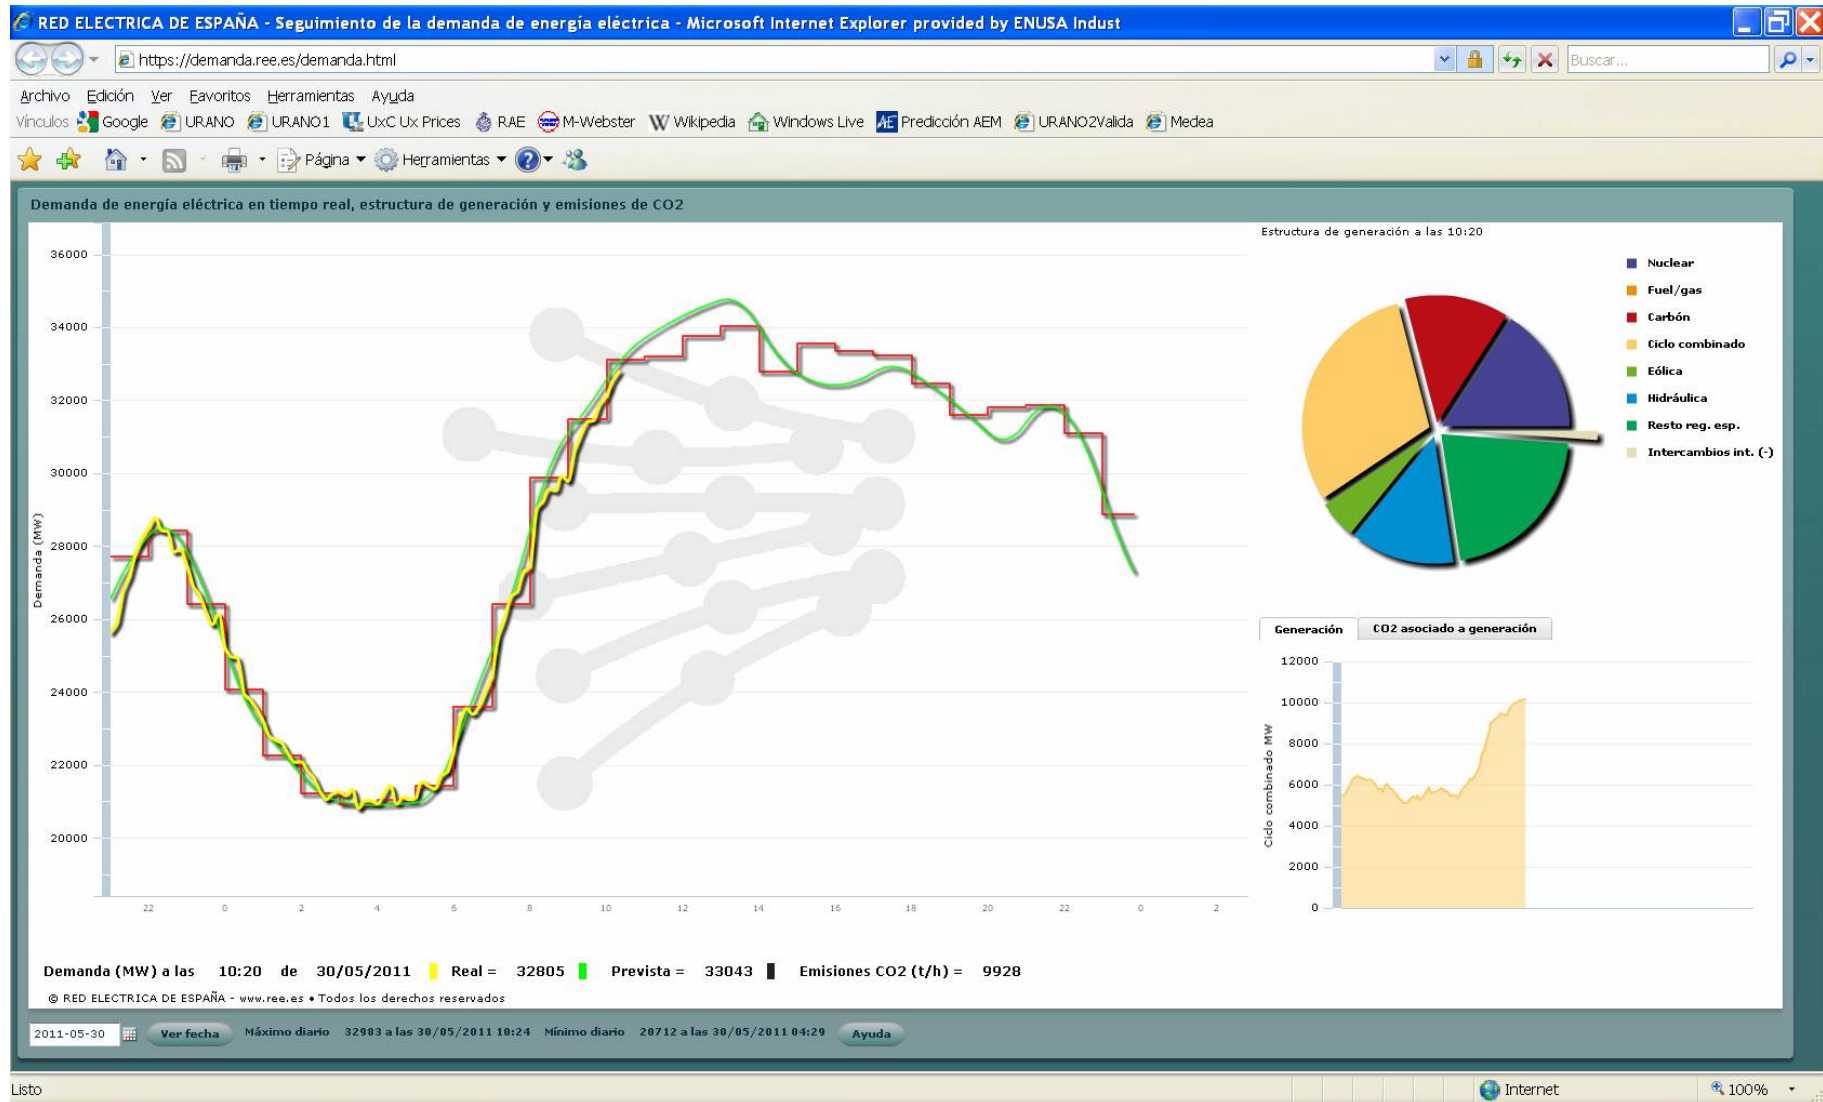 RED ELECTRICA DE ESPAÑA - Seguimiento de la demanda de energía eléctrica - Microsoft Internet Explorer provided by ENUSA Indust
https://demanda.ree.es/demanda.html
Buscar...
Archivo Edición Ver Favoritos Herramientas Ayuda
Vínculos Google URANO URANO1 UxC Ux Prices RAE M-Webster Wikipedia Windows Live Predicción AEM URANO2Valida Medea
Página Herramientas
Demanda de energía eléctrica en tiempo real, estructura de generación y emisiones de CO2
36000
34000
32000
30000
28000
26000
24000
22000
20000
Demanda (MW)
22 0 2 4 6 8 10 12 14 16 18 20 22 0 2
Estructura de generación a las 10:20
Nuclear
Fuel/gas
Carbón
Ciclo combinado
Eólica
Hidráulica
Resto reg. esp.
Intercambios int. (-)
Generación CO2 asociado a generación
12000
10000
8000
6000
4000
2000
0
Ciclo combinado MW
Demanda (MW) a las 10:20 de 30/05/2011 Real = 32805 Prevista = 33043 Emisiones CO2 (t/h) = 9928
© RED ELECTRICA DE ESPAÑA - www.ree.es • Todos los derechos reservados
2011-05-30 Ver fecha Máximo diario 32983 a las 30/05/2011 10:24 Mínimo diario 20712 a las 30/05/2011 04:29 Ayuda
Listo Internet 100%